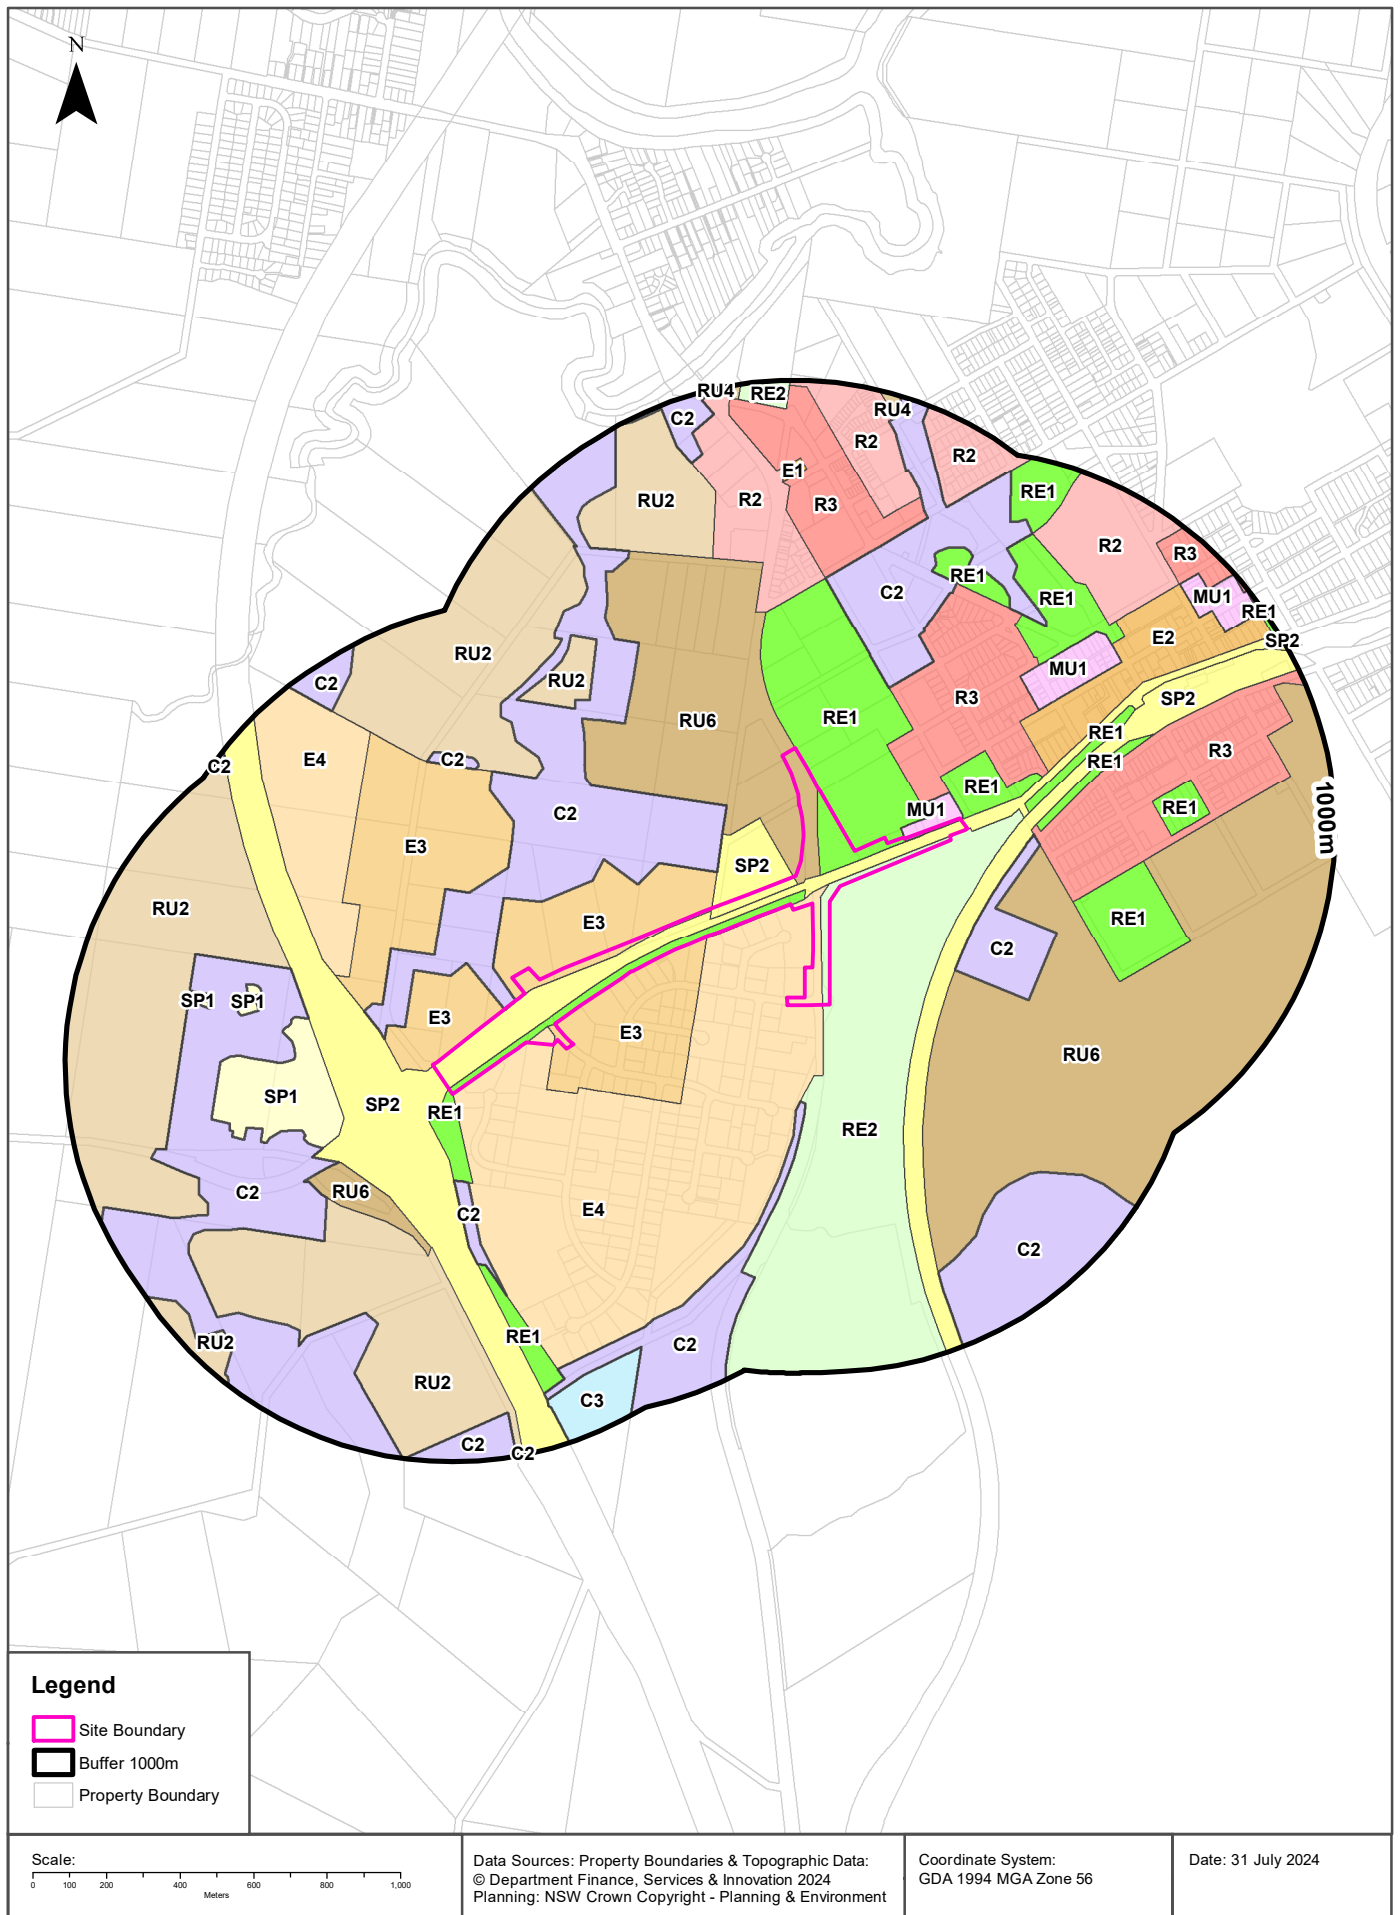 N
RU4
RE2
C2
RU4
R2
R2
E1
RE1
RU2
R2
R3
R2
R3
RE1
C2
RE1
MU1
RE1
E2
SP2
RU2
MU1
RU2
C2
R3
SP2
RU6
RE1
RE1
R3
C2
E4
C2
RE1
RE1
RE1
MU1
1000m
C2
E3
SP2
RU2
RE1
E3
C2
SP1
SP1
E3
E3
RU6
SP1
SP2
RE1
RE2
C2
RU6
C2
E4
C2
RE1
RU2
C2
RU2
C3
C2
C2
Legend
Site Boundary
Buffer 1000m
Property Boundary
Scale:
0 100 200 400 600 800 1,000
Meters
Data Sources: Property Boundaries & Topographic Data:
© Department Finance, Services & Innovation 2024
Planning: NSW Crown Copyright - Planning & Environment
Coordinate System:
GDA 1994 MGA Zone 56
Date: 31 July 2024